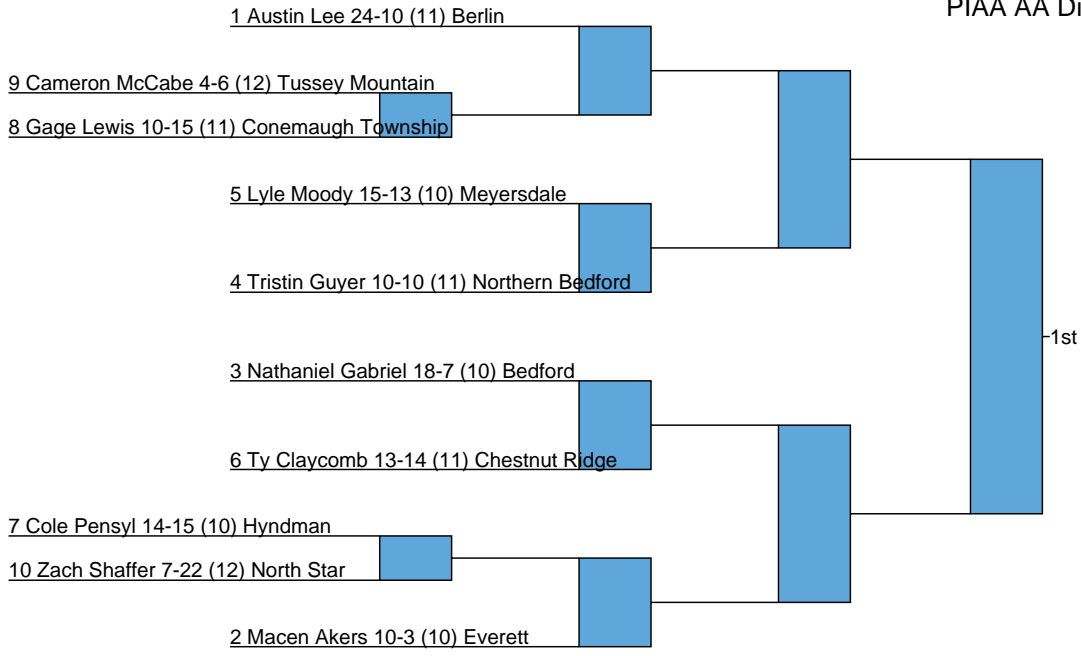 PIAA AA Di
1 Austin Lee 24-10 (11) Berlin
9 Cameron McCabe 4-6 (12) Tussey Mountain
8 Gage Lewis 10-15 (11) Conemaugh Township
5 Lyle Moody 15-13 (10) Meyersdale
4 Tristin Guyer 10-10 (11) Northern Bedford
1st
3 Nathaniel Gabriel 18-7 (10) Bedford
6 Ty Claycomb 13-14 (11) Chestnut Ridge
7 Cole Pensyl 14-15 (10) Hyndman
10 Zach Shaffer 7-22 (12) North Star
2 Macen Akers 10-3 (10) Everett